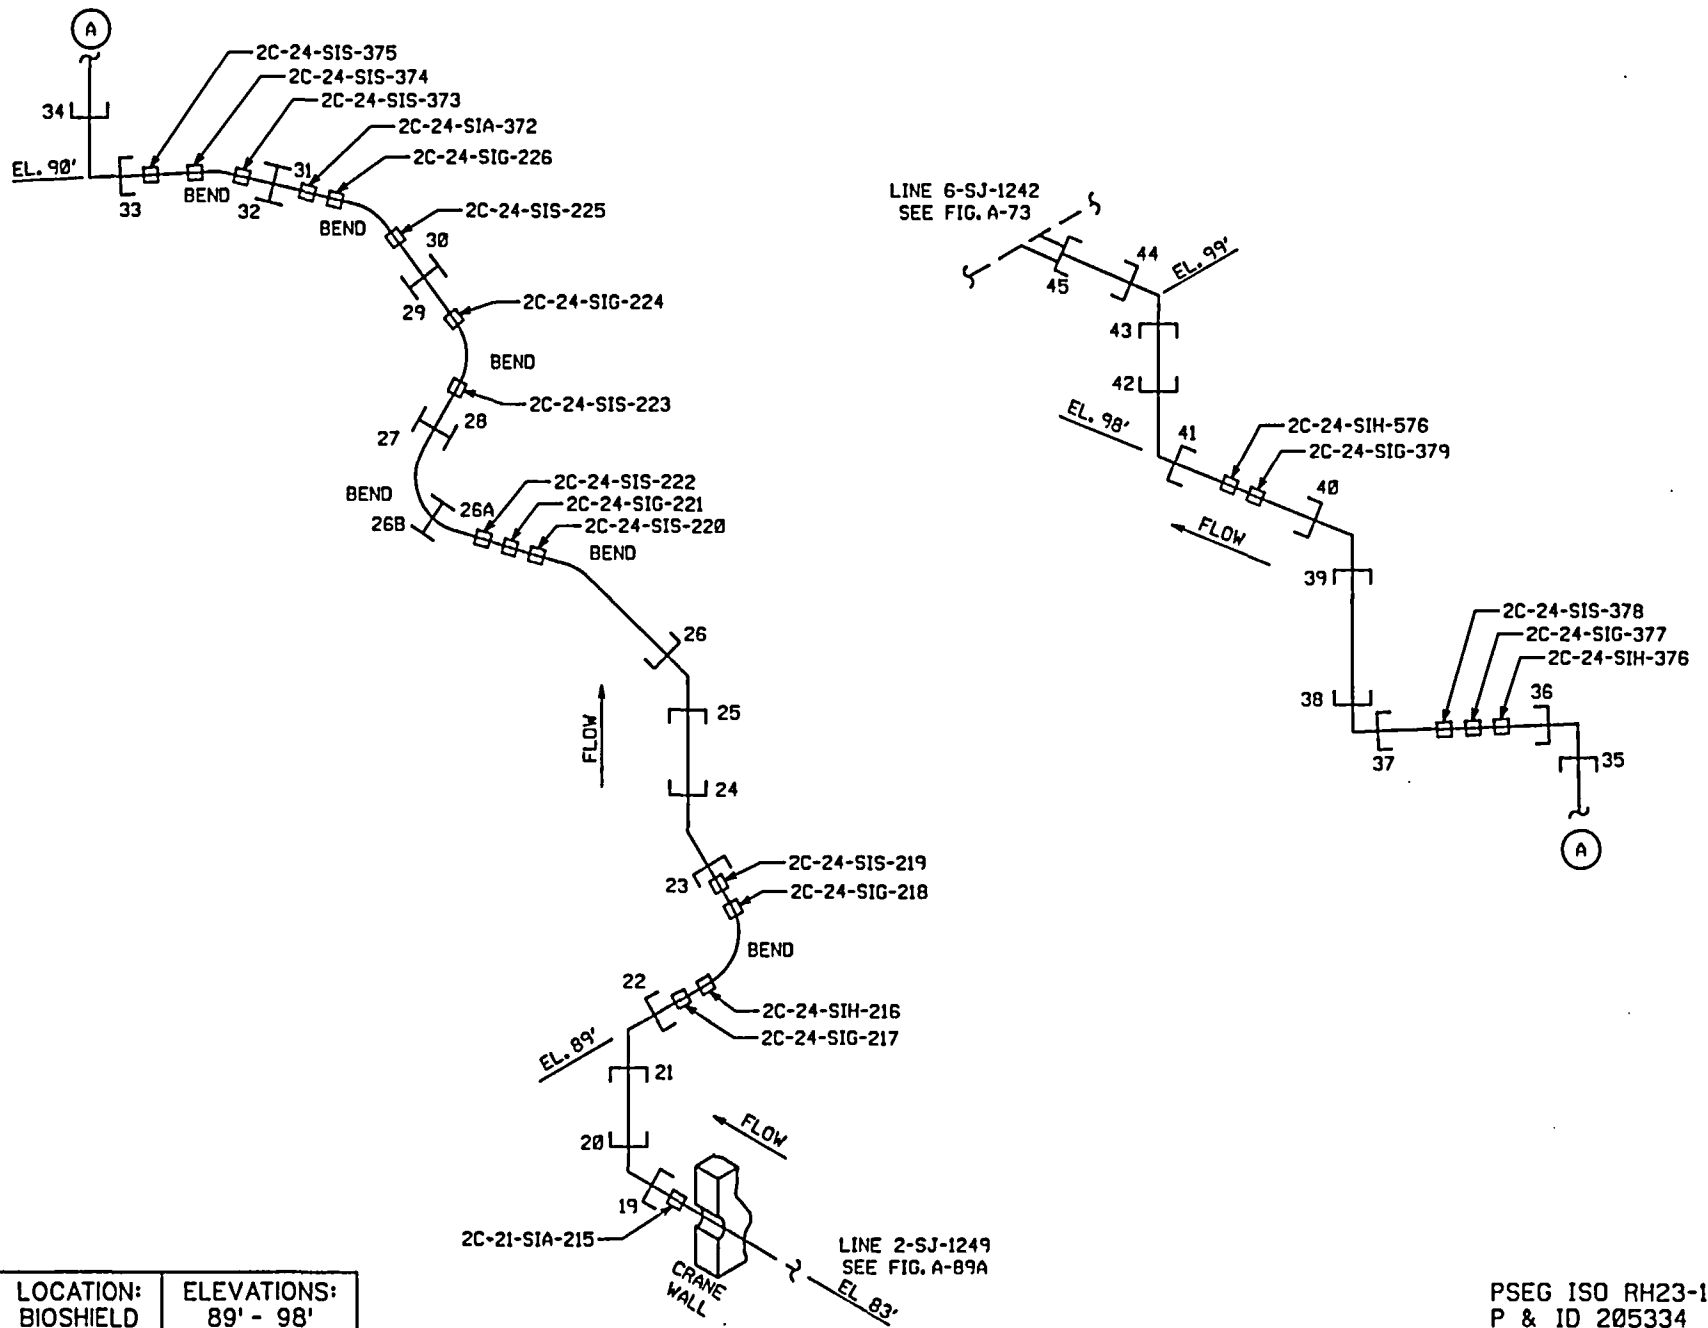 A
2C-24-SIS-375
2C-24-SIS-374
2C-24-SIS-373
2C-24-SIA-372
2C-24-SIG-226
34
EL. 90'
33
BEND
32
31
BEND
2C-24-SIS-225
30
29
2C-24-SIG-224
BEND
2C-24-SIS-223
28
27
BEND
26B
26A
2C-24-SIS-222
2C-24-SIG-221
2C-24-SIS-220
BEND
26
25
FLOW
24
2C-24-SIS-219
23
2C-24-SIG-218
BEND
22
2C-24-SIH-216
2C-24-SIG-217
EL. 89'
21
20
FLOW
19
2C-21-SIA-215
CRANE
WALL
LINE 2-SJ-1249
SEE FIG. A-89A
EL 83'
LINE 6-SJ-1242
SEE FIG. A-73
45
44
EL. 99'
43
42
EL. 98'
41
2C-24-SIH-576
2C-24-SIG-379
40
FLOW
39
2C-24-SIS-378
2C-24-SIG-377
2C-24-SIH-376
38
36
37
35
A
LOCATION:
BIOSHIELD
ELEVATIONS:
89' - 98'
PSEG ISO RH23-1
P & ID 205334